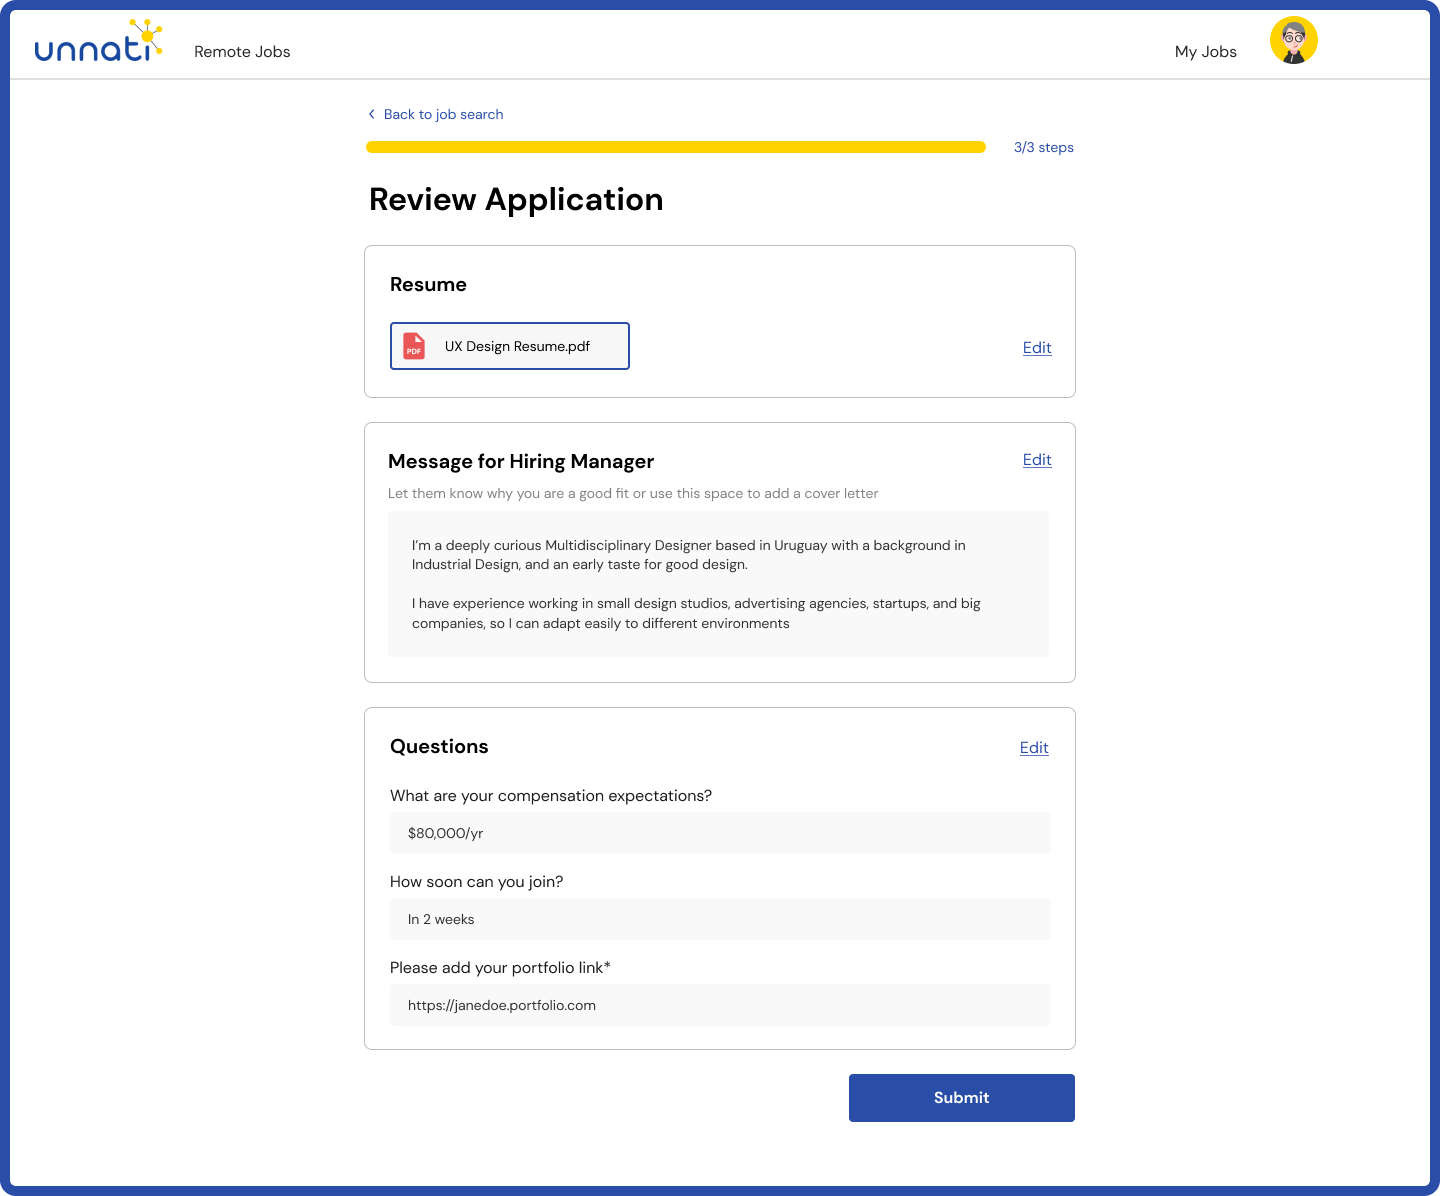 unnati
Remote Jobs
My Jobs
Back to job search
3/3 steps
Review Application
Resume
PDF
UX Design Resume.pdf
Edit
Message for Hiring Manager
Edit
Let them know why you are a good fit or use this space to add a cover letter
I’m a deeply curious Multidisciplinary Designer based in Uruguay with a background in
Industrial Design, and an early taste for good design.
I have experience working in small design studios, advertising agencies, startups, and big
companies, so I can adapt easily to different environments
Questions
Edit
What are your compensation expectations?
$80,000/yr
How soon can you join?
In 2 weeks
Please add your portfolio link*
https://janedoe.portfolio.com
Submit